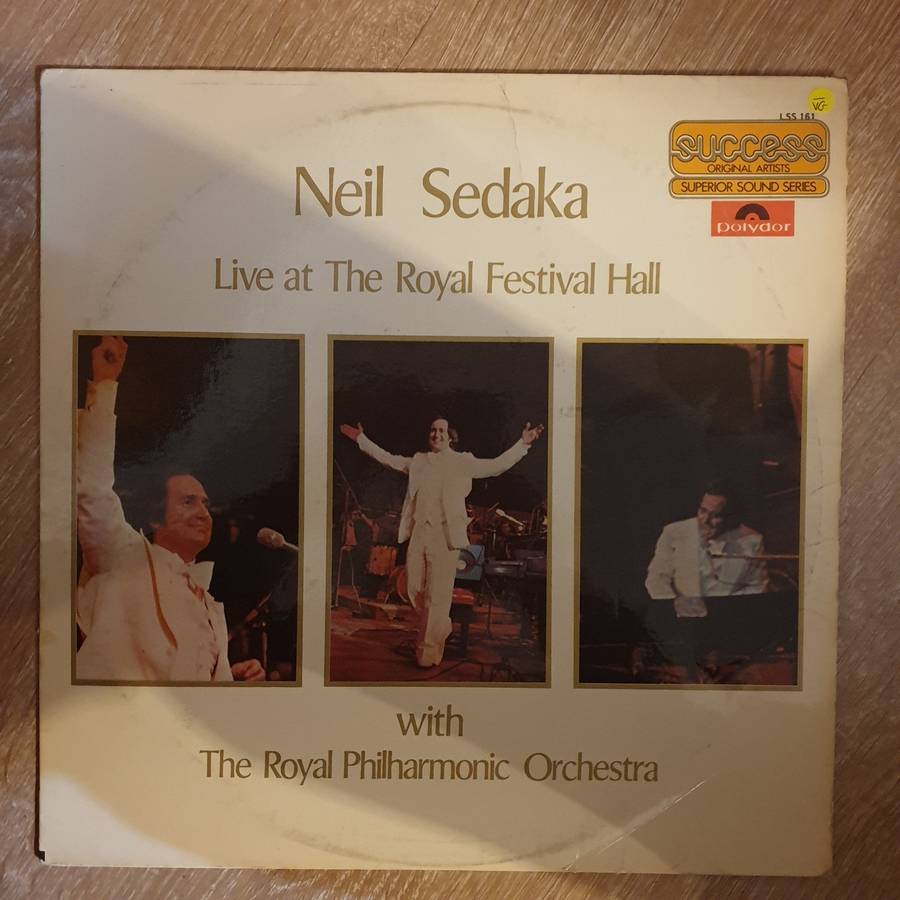 VG
LSS 161
success
ORIGINAL ARTISTS
SUPERIOR SOUND SERIES
polydor
Neil Sedaka
Live at The Royal Festival Hall
with
The Royal Philharmonic Orchestra